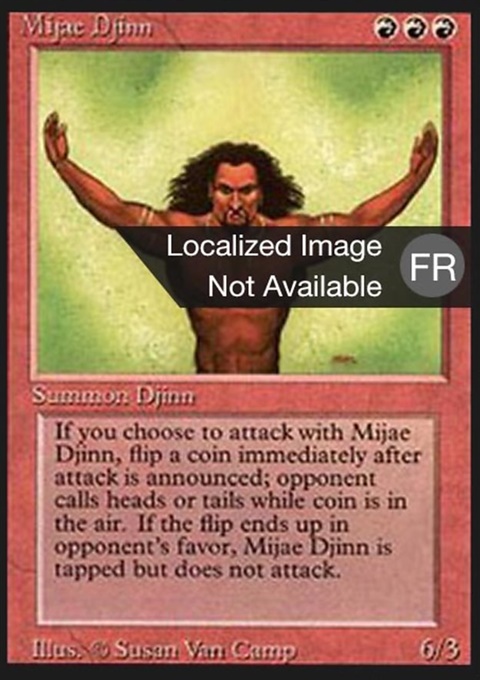 Mijae Djinn
Localized Image
Not Available
FR
Summon Djinn
If you choose to attack with Mijae
Djinn, flip a coin immediately after
attack is announced; opponent
calls heads or tails while coin is in
the air. If the flip ends up in
opponent's favor, Mijae Djinn is
tapped but does not attack.
Illus. © Susan Van Camp
6/3